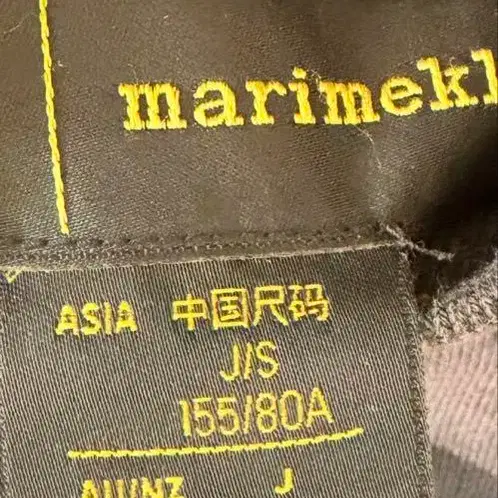 marimekk
ASIA 中国尺码
J/S
155/80A
AU/NZ J